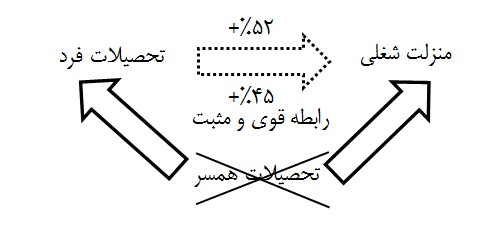 +٪۵۲
منزلت شغلی
تحصیلات فرد
+٪۴۵
رابطه قوی و مثبت
تحصیلات همسر